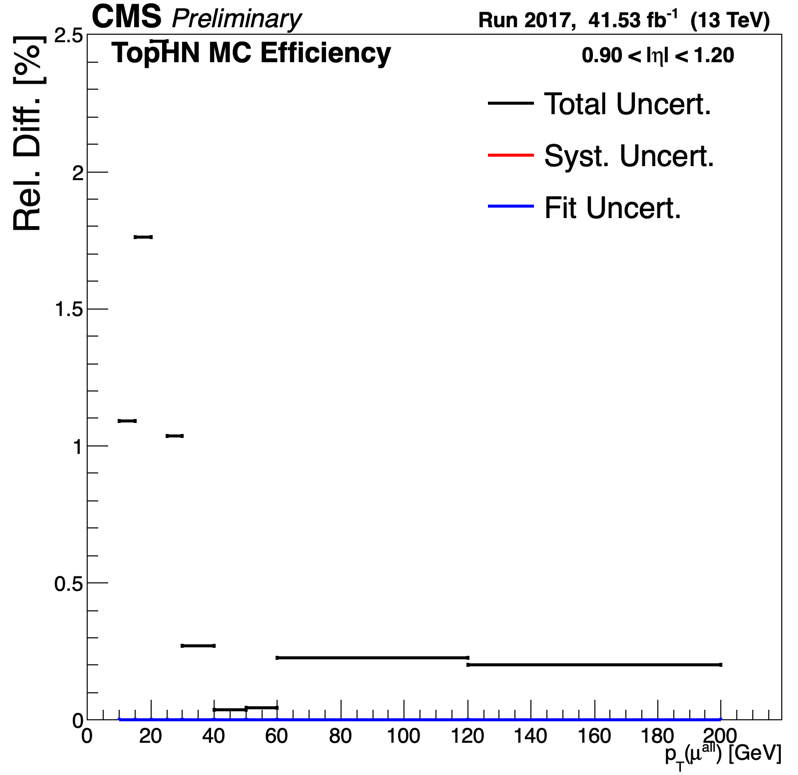 CMS Preliminary
Run 2017, 41.53 fb⁻¹ (13 TeV)
TopHN MC Efficiency
0.90 < |η| < 1.20
Total Uncert.
Syst. Uncert.
Fit Uncert.
Rel. Diff. [%]
2.5
2
1.5
1
0.5
0
0 20 40 60 80 100 120 140 160 180 200
p_T(μ^all) [GeV]